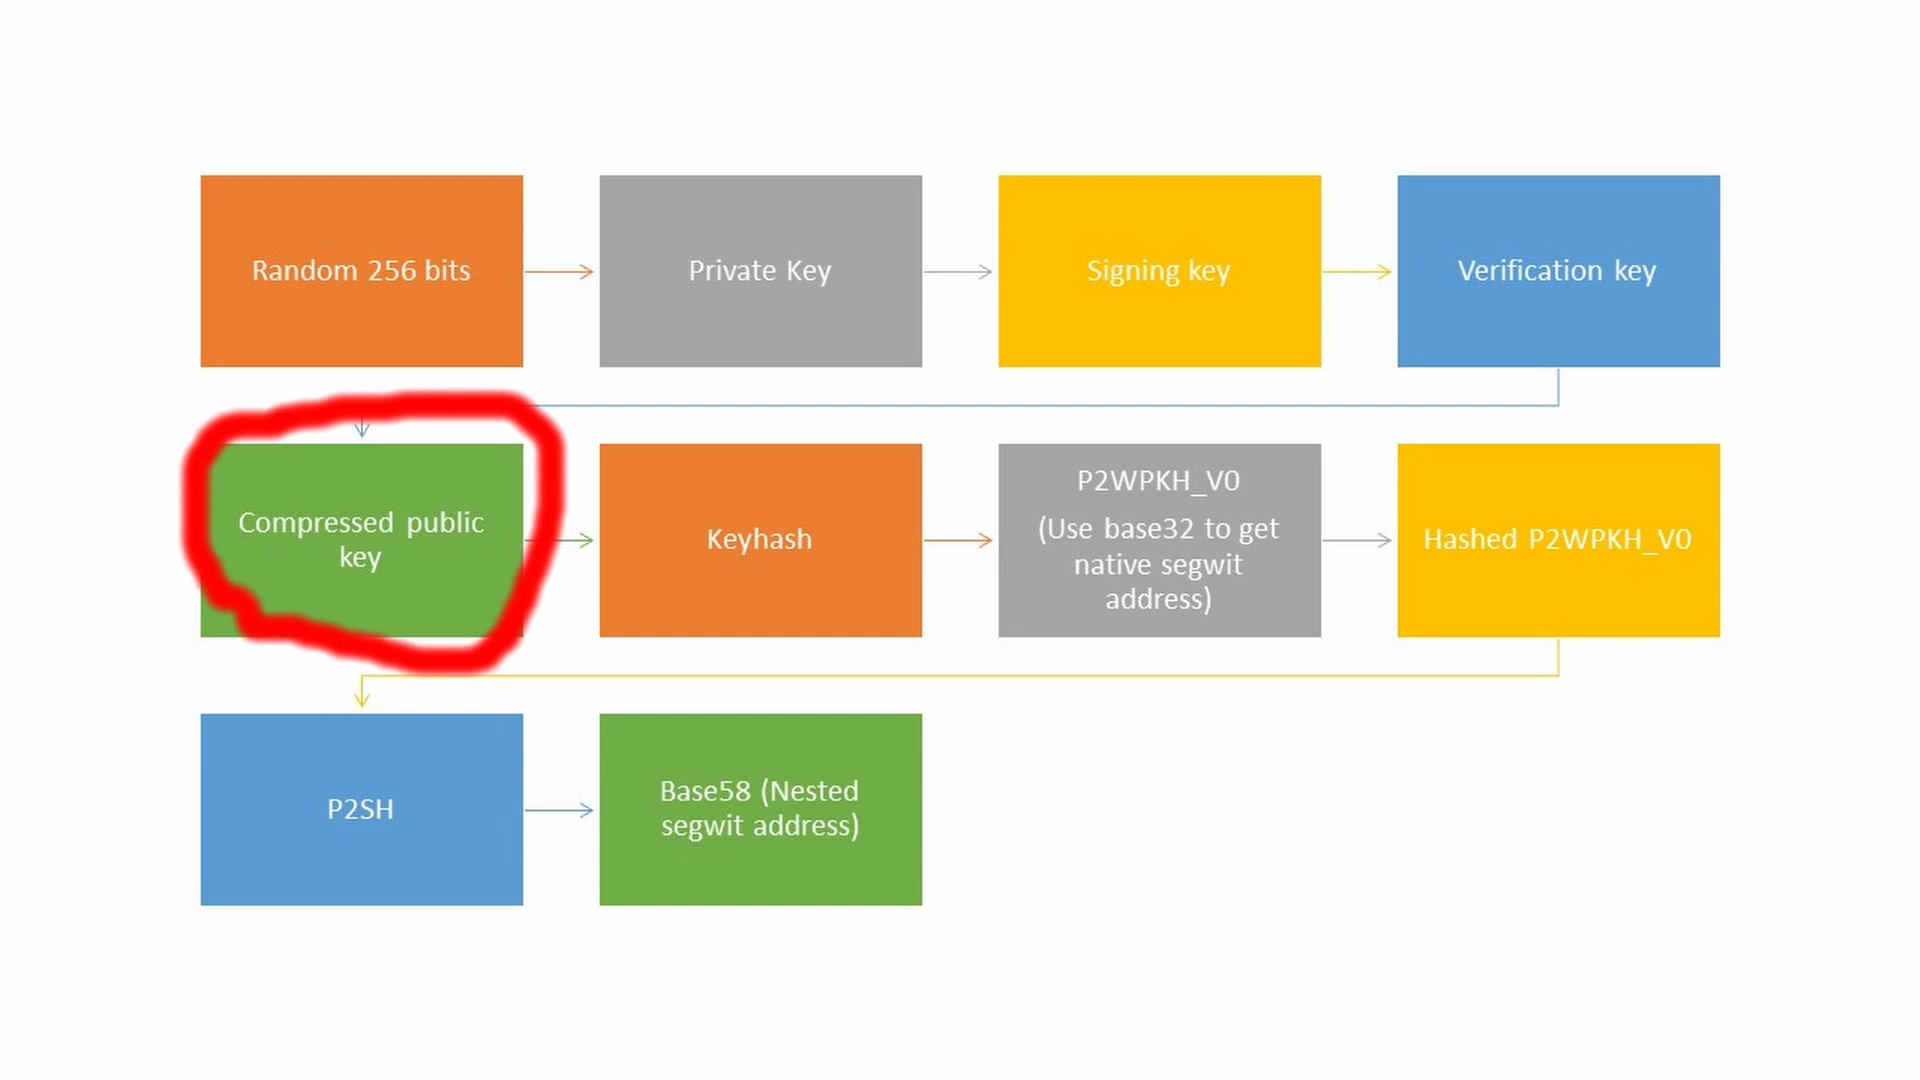 Random 256 bits
Private Key
Signing key
Verification key
Compressed public
key
Keyhash
P2WPKH_V0
(Use base32 to get
native segwit
address)
Hashed P2WPKH_V0
P2SH
Base58 (Nested
segwit address)